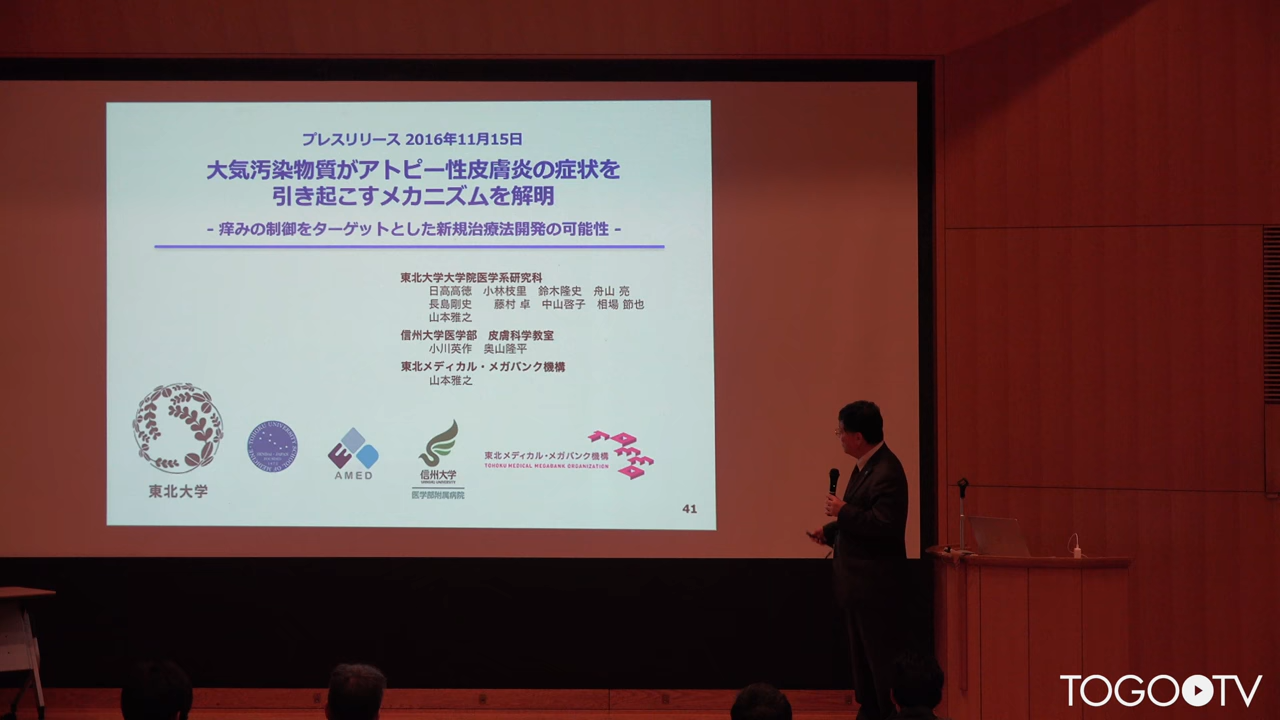 プレスリリース 2016年11月15日
大気汚染物質がアトピー性皮膚炎の症状を
引き起こすメカニズムを解明
- 痒みの制御をターゲットとした新規治療法開発の可能性 -
東北大学大学院医学系研究科
日高高徳 小林枝里 鈴木隆史 舟山 亮
長島剛史 藤村 卓 中山啓子 相場 節也
山本雅之
信州大学医学部 皮膚科学教室
小川英作 奥山隆平
東北メディカル・メガバンク機構
山本雅之
東北大学
AMED
信州大学
SHINSHU UNIVERSITY
医学部附属病院
東北メディカル・メガバンク機構
TOHOKU MEDICAL MEGABANK ORGANIZATION
41
TOGO TV